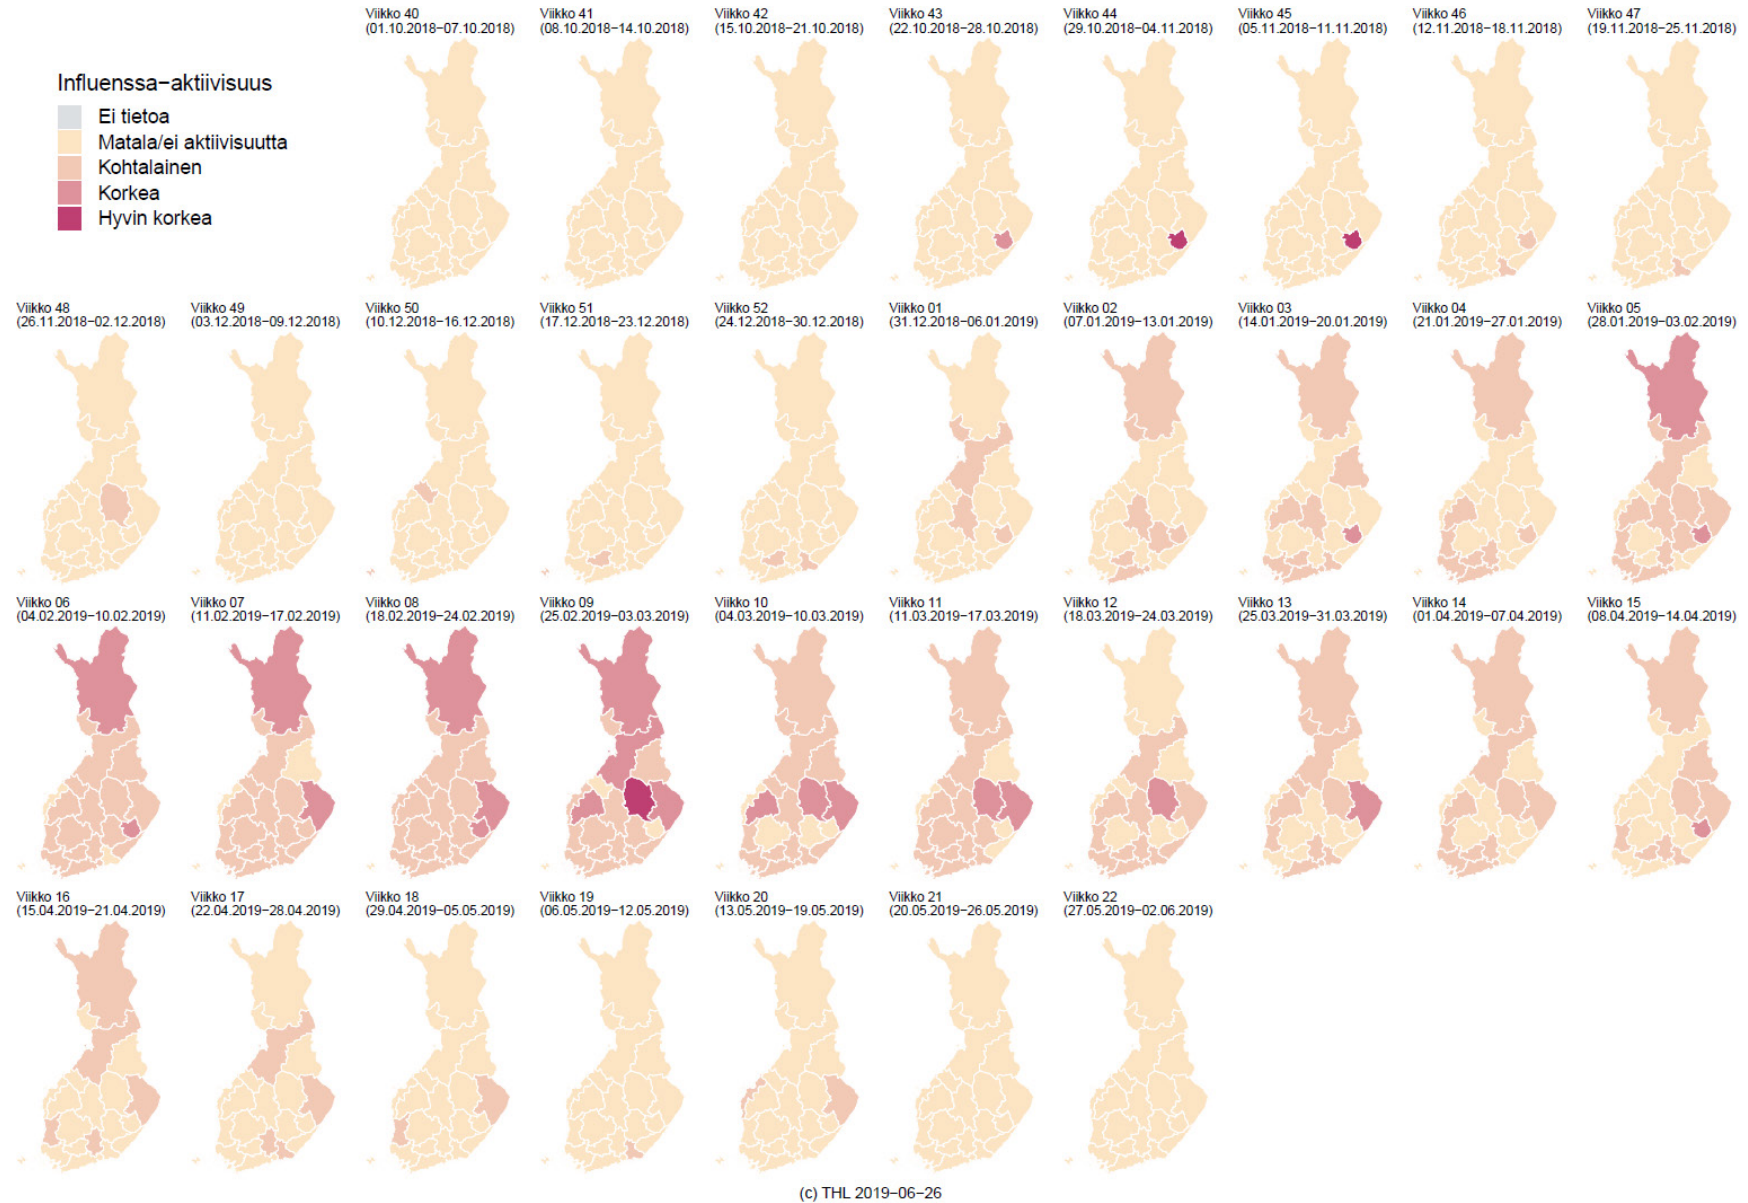 Viikko 40
(01.10.2018−07.10.2018)
Viikko 41
(08.10.2018−14.10.2018)
Viikko 42
(15.10.2018−21.10.2018)
Viikko 43
(22.10.2018−28.10.2018)
Viikko 44
(29.10.2018−04.11.2018)
Viikko 45
(05.11.2018−11.11.2018)
Viikko 46
(12.11.2018−18.11.2018)
Viikko 47
(19.11.2018−25.11.2018)
Influenssa−aktiivisuus
Ei tietoa
Matala/ei aktiivisuutta
Kohtalainen
Korkea
Hyvin korkea
Viikko 48
(26.11.2018−02.12.2018)
Viikko 49
(03.12.2018−09.12.2018)
Viikko 50
(10.12.2018−16.12.2018)
Viikko 51
(17.12.2018−23.12.2018)
Viikko 52
(24.12.2018−30.12.2018)
Viikko 01
(31.12.2018−06.01.2019)
Viikko 02
(07.01.2019−13.01.2019)
Viikko 03
(14.01.2019−20.01.2019)
Viikko 04
(21.01.2019−27.01.2019)
Viikko 05
(28.01.2019−03.02.2019)
Viikko 06
(04.02.2019−10.02.2019)
Viikko 07
(11.02.2019−17.02.2019)
Viikko 08
(18.02.2019−24.02.2019)
Viikko 09
(25.02.2019−03.03.2019)
Viikko 10
(04.03.2019−10.03.2019)
Viikko 11
(11.03.2019−17.03.2019)
Viikko 12
(18.03.2019−24.03.2019)
Viikko 13
(25.03.2019−31.03.2019)
Viikko 14
(01.04.2019−07.04.2019)
Viikko 15
(08.04.2019−14.04.2019)
Viikko 16
(15.04.2019−21.04.2019)
Viikko 17
(22.04.2019−28.04.2019)
Viikko 18
(29.04.2019−05.05.2019)
Viikko 19
(06.05.2019−12.05.2019)
Viikko 20
(13.05.2019−19.05.2019)
Viikko 21
(20.05.2019−26.05.2019)
Viikko 22
(27.05.2019−02.06.2019)
(c) THL 2019−06−26